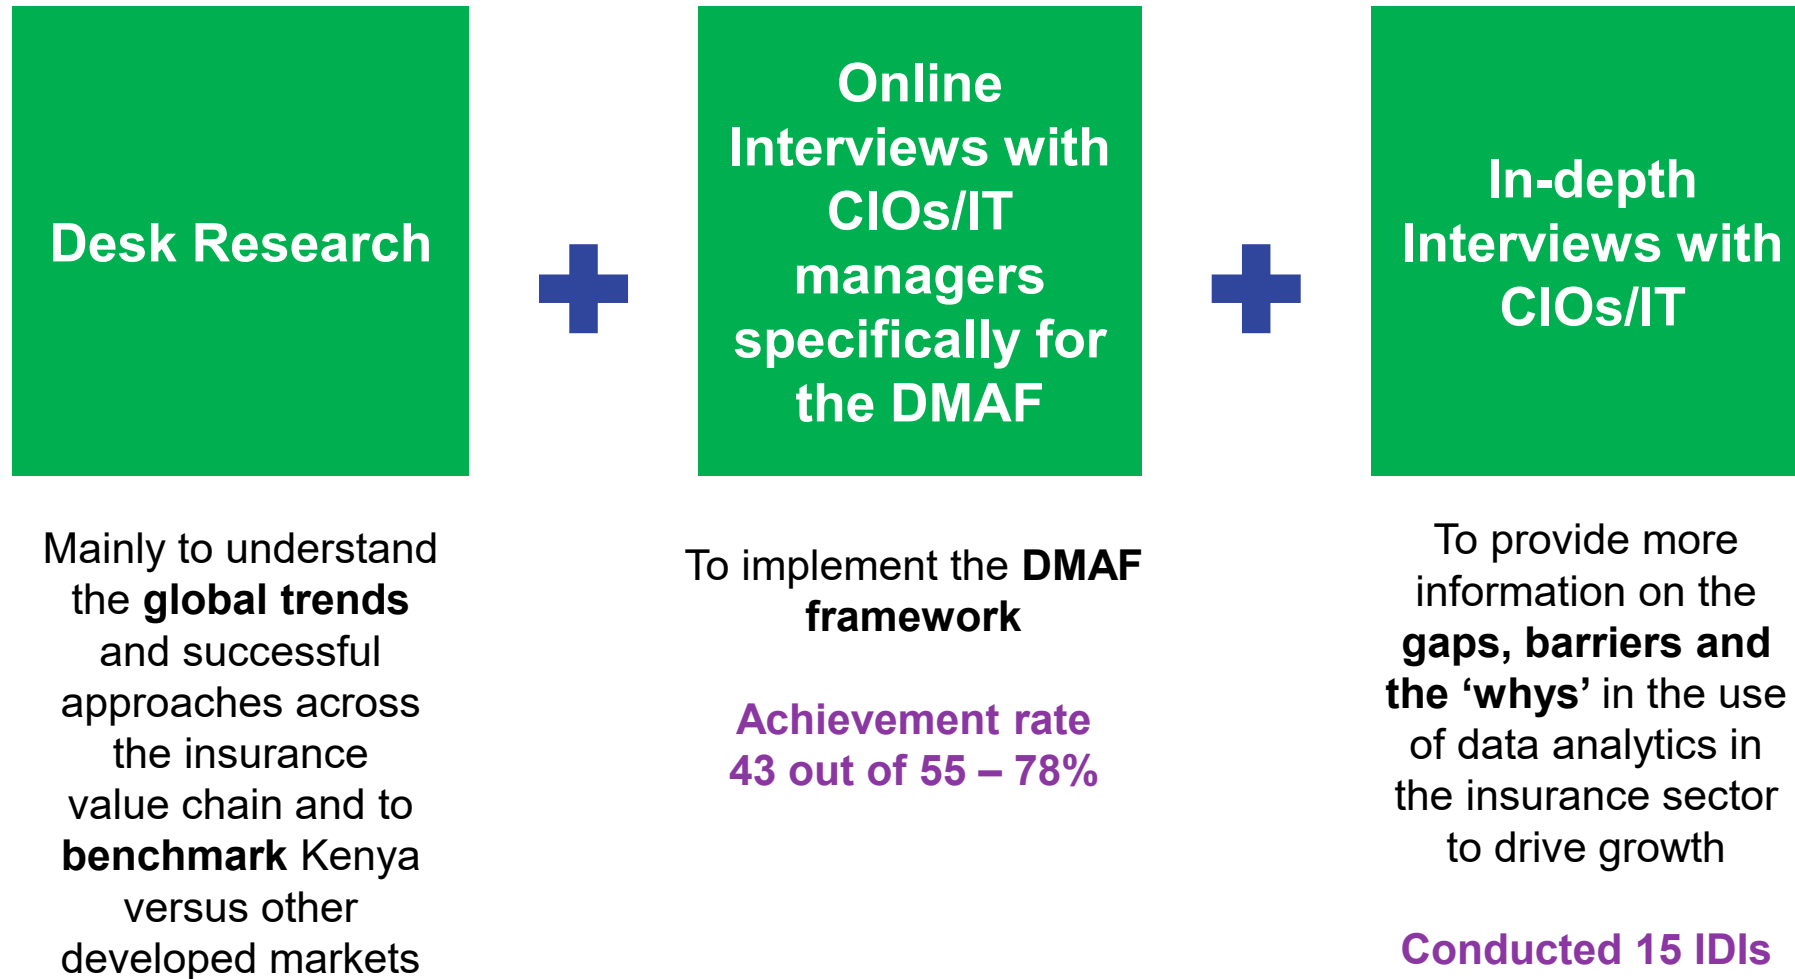 Desk Research
Online
Interviews with
CIOs/IT
managers
specifically for
the DMAF
In-depth
Interviews with
CIOs/IT
Mainly to understand
the global trends
and successful
approaches across
the insurance
value chain and to
benchmark Kenya
versus other
developed markets
To implement the DMAF
framework
Achievement rate
43 out of 55 – 78%
To provide more
information on the
gaps, barriers and
the ‘whys’ in the use
of data analytics in
the insurance sector
to drive growth
Conducted 15 IDIs